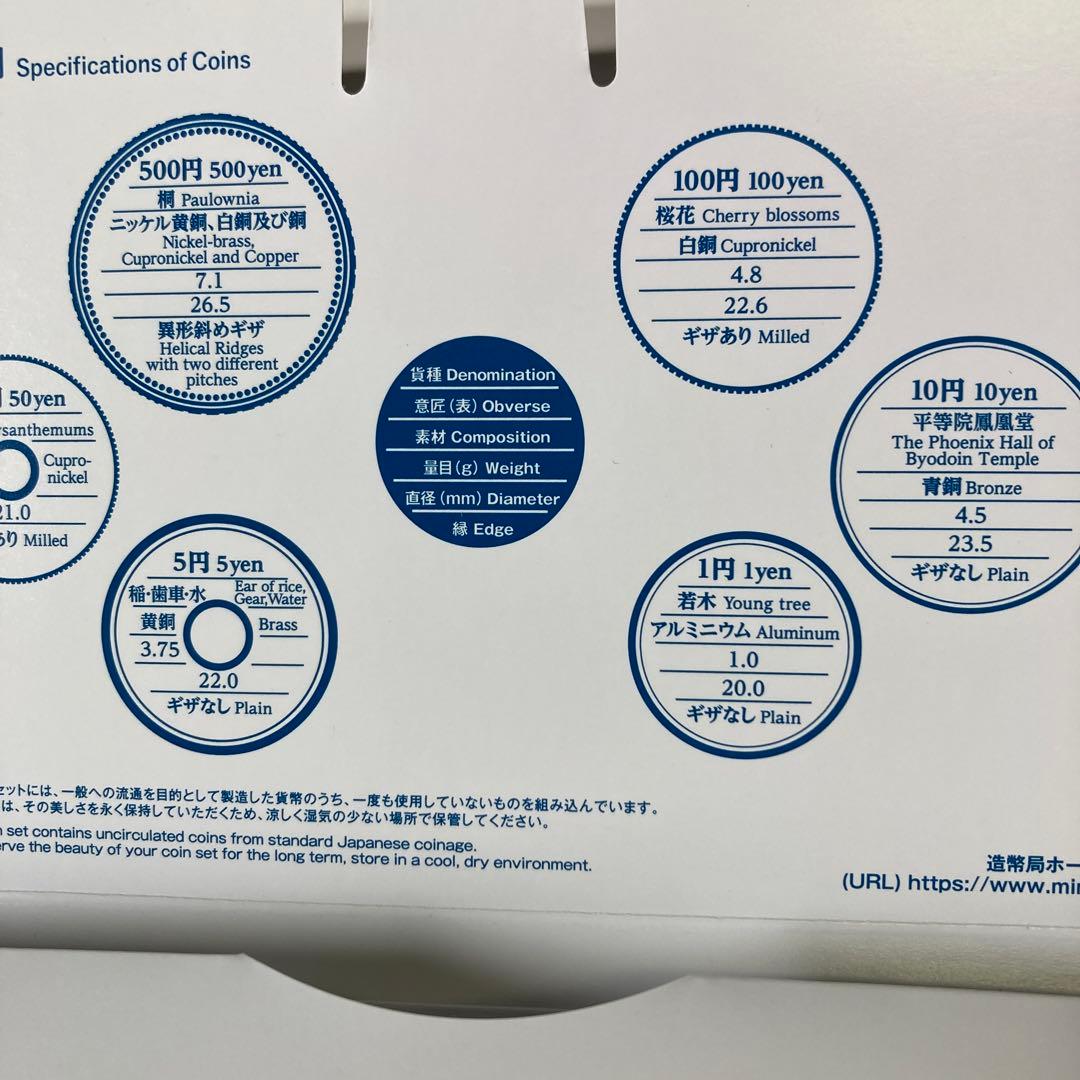 Specifications of Coins
500円 500yen
桐 Paulownia
ニッケル黄銅、白銅及び銅
Nickel-brass,
Cupronickel and Copper
7.1
26.5
異形斜めギザ
Helical Ridges
with two different
pitches
100円 100yen
桜花 Cherry blossoms
白銅 Cupronickel
4.8
22.6
ギザあり Milled
50yen
ysanthemums
Cupro-
nickel
21.0
あり Milled
貨種 Denomination
意匠(表) Obverse
素材 Composition
量目(g) Weight
直径(mm) Diameter
縁 Edge
10円 10yen
平等院鳳凰堂
The Phoenix Hall of
Byodoin Temple
青銅 Bronze
4.5
23.5
ギザなし Plain
5円 5yen
稲・歯車・水 Ear of rice,
Gear,Water
黄銅 Brass
3.75
22.0
ギザなし Plain
1円 1yen
若木 Young tree
アルミニウム Aluminum
1.0
20.0
ギザなし Plain
セットには、一般への流通を目的として製造した貨幣のうち、一度も使用していないものを組み込んでいます。
は、その美しさを永く保持していただくため、涼しく湿気の少ない場所で保管してください。
set contains uncirculated coins from standard Japanese coinage.
erve the beauty of your coin set for the long term, store in a cool, dry environment.
造幣局ホー
(URL) https://www.min